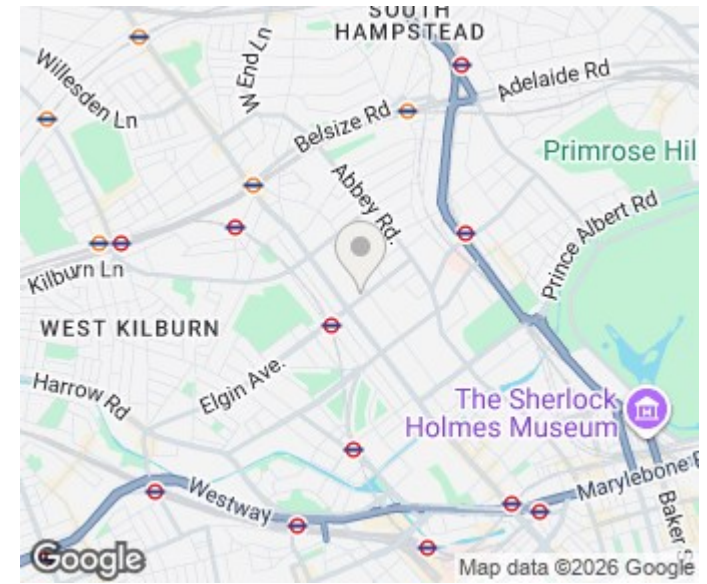 SOUTH
HAMPSTEAD
Willesden Ln
W End Ln
Adelaide Rd
Belsize Rd
Primrose Hil
Abbey Rd.
Prince Albert Rd
Kilburn Ln
WEST KILBURN
Elgin Ave.
Harrow Rd
The Sherlock
Holmes Museum
Westway
Marylebone R
Baker S
Google
Map data ©2026 Google